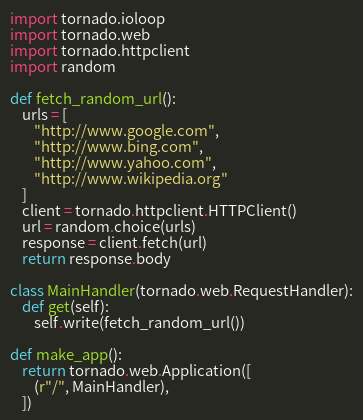 import tornado.ioloop
import tornado.web
import tornado.httpclient
import random

def fetch_random_url():
    urls = [
        "http://www.google.com",
        "http://www.bing.com",
        "http://www.yahoo.com",
        "http://www.wikipedia.org"
    ]
    client = tornado.httpclient.HTTPClient()
    url = random.choice(urls)
    response = client.fetch(url)
    return response.body

class MainHandler(tornado.web.RequestHandler):
    def get(self):
        self.write(fetch_random_url())

def make_app():
    return tornado.web.Application([
        (r"/", MainHandler),
    ])